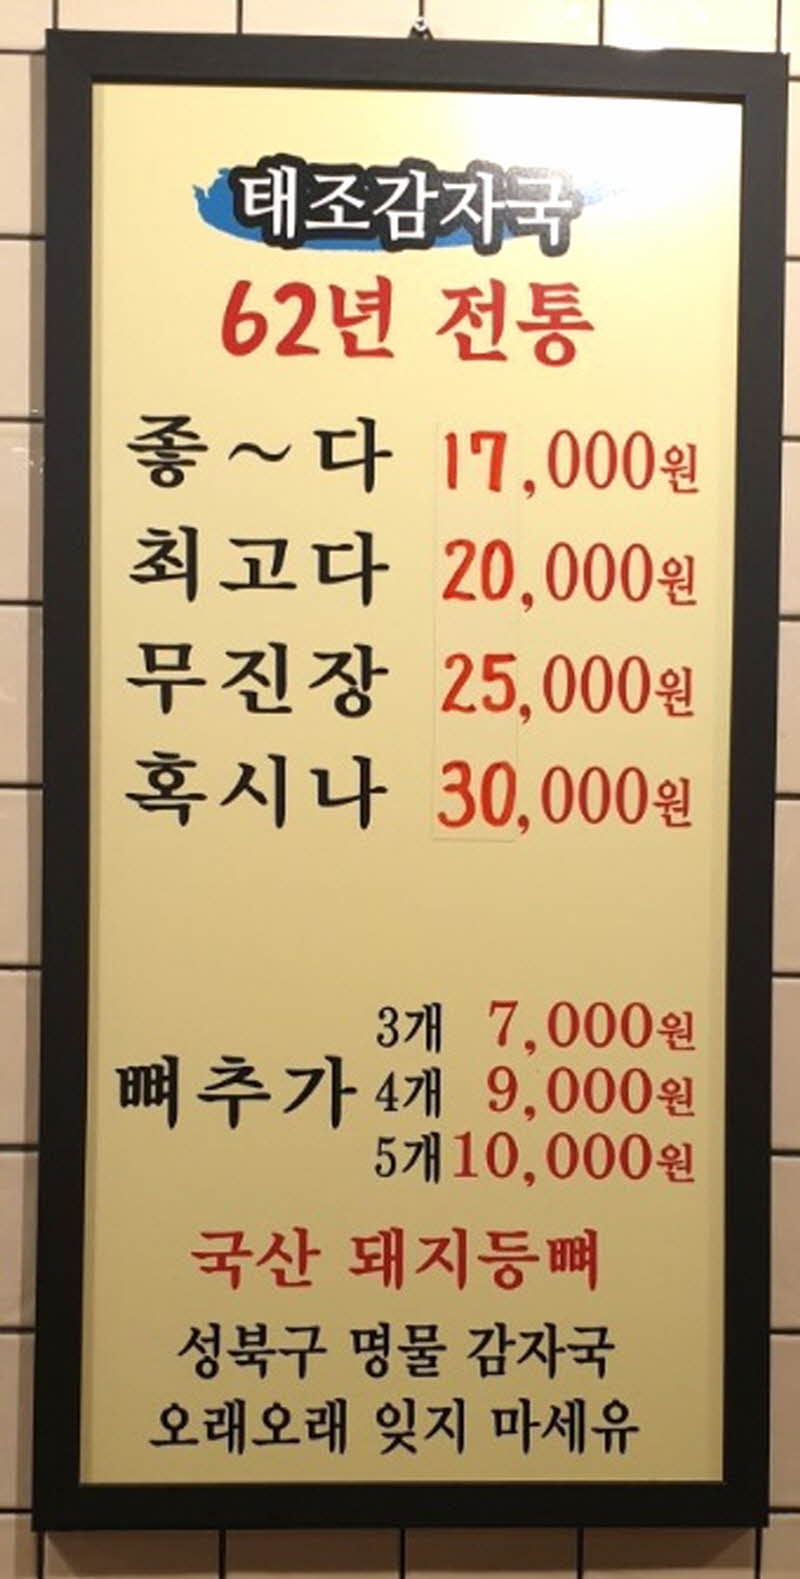 태조감자국
62년 전통
좋~다 17,000원
최고다 20,000원
무진장 25,000원
혹시나 30,000원
뼈추가 3개 7,000원
4개 9,000원
5개 10,000원
국산 돼지등뼈
성북구 명물 감자국
오래오래 잊지 마세유